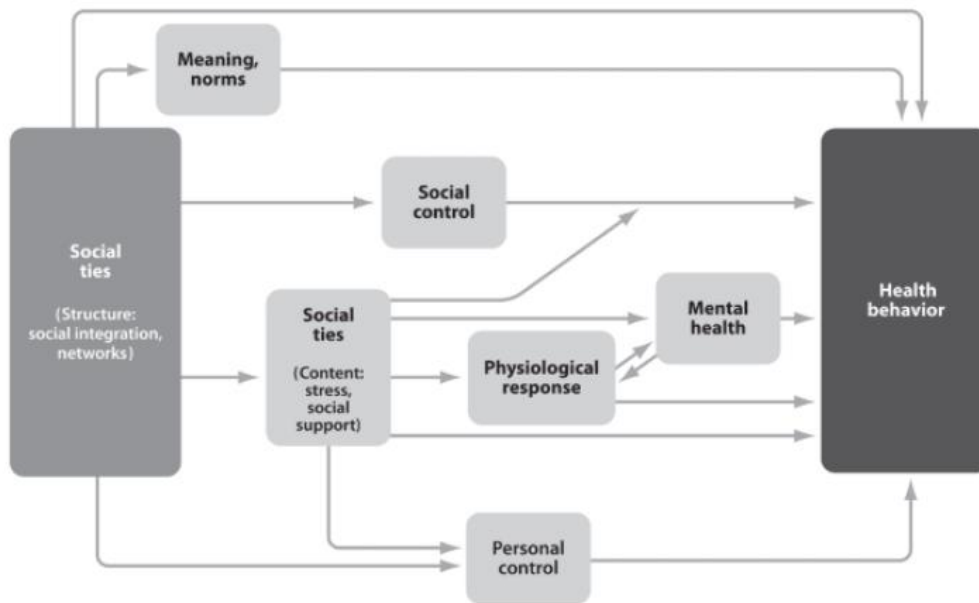 Meaning,
norms
Social
control
Social
ties
(Structure:
social integration,
networks)
Social
ties
(Content:
stress,
social
support)
Mental
health
Physiological
response
Health
behavior
Personal
control